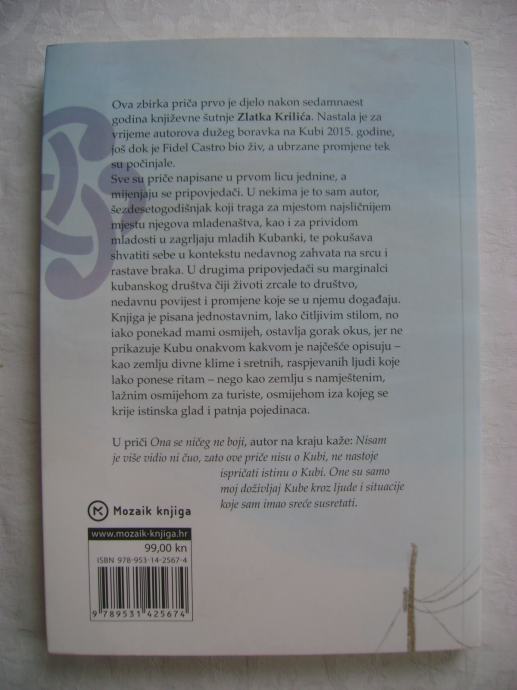 Ova zbirka priča prvo je djelo nakon sedamnaest
godina književne šutnje Zlatka Krilića. Nastala je za
vrijeme autorova dužeg boravka na Kubi 2015. godine,
još dok je Fidel Castro bio živ, a ubrzane promjene tek
su počinjale.
Sve su priče napisane u prvom licu jednine, a
mijenjaju se pripovjedači. U nekima je to sam autor,
šezdesetogodišnjak koji traga za mjestom najsličnijem
mjestu njegova mladenaštva, kao i za prividom
mladosti u zagrljaju mladih Kubanki, te pokušava
shvatiti sebe u kontekstu nedavnog zahvata na srcu i
rastave braka. U drugima pripovjedači su marginalci
kubanskog društva čiji životi zrcale to društvo,
nedavnu povijest i promjene koje se u njemu događaju.
Knjiga je pisana jednostavnim, lako čitljivim stilom, no
iako ponekad mami osmijeh, ostavlja gorak okus, jer ne
prikazuje Kubu onakvom kakvom je najčešće opisuju –
kao zemlju divne klime i sretnih, raspjevanih ljudi koje
lako ponese ritam – nego kao zemlju s namještenim,
lažnim osmijehom za turiste, osmijehom iza kojeg se
krije istinska glad i patnja pojedinaca.
U priči Ona se ničeg ne boji, autor na kraju kaže: Nisam
je više vidio ni čuo, zato ove priče nisu o Kubi, ne nastoje
ispričati istinu o Kubi. One su samo
moj doživljaj Kube kroz ljude i situacije
koje sam imao sreće susretati.
Mozaik knjiga
www.mozaik-knjiga.hr
99,00 kn
ISBN 978-953-14-2567-4
9 789531 425674